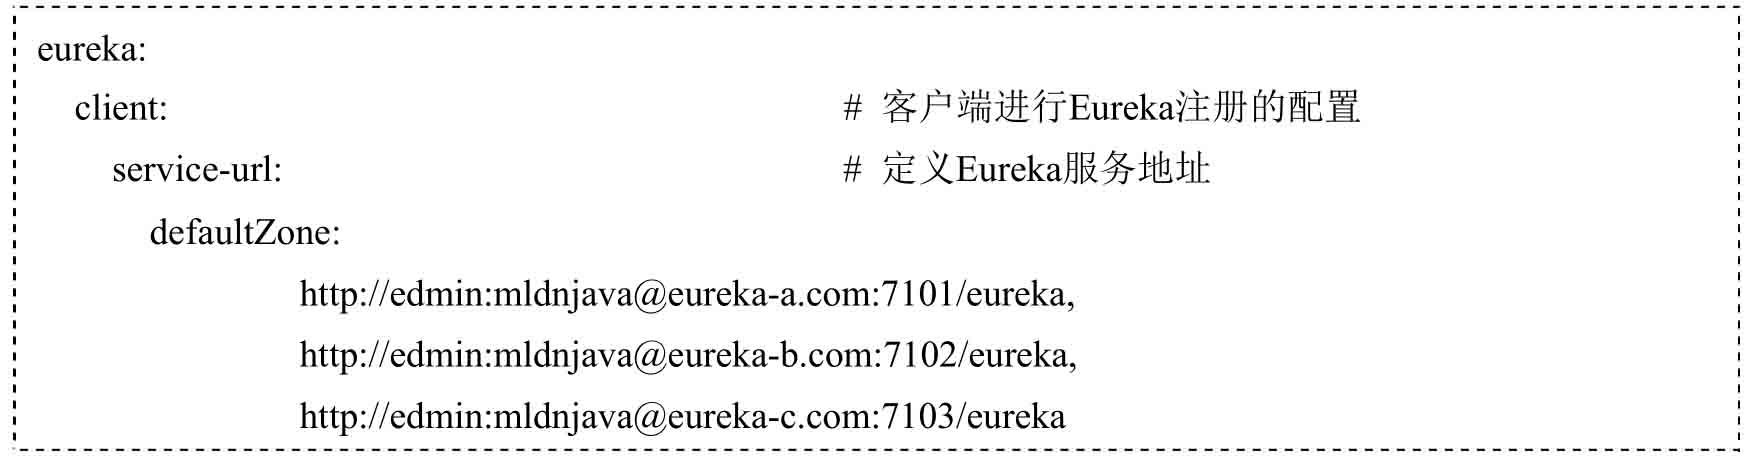 eureka:
client: # 客户端进行Eureka注册的配置
service-url: # 定义Eureka服务地址
defaultZone:
http://edmin:mldnjava@eureka-a.com:7101/eureka,
http://edmin:mldnjava@eureka-b.com:7102/eureka,
http://edmin:mldnjava@eureka-c.com:7103/eureka